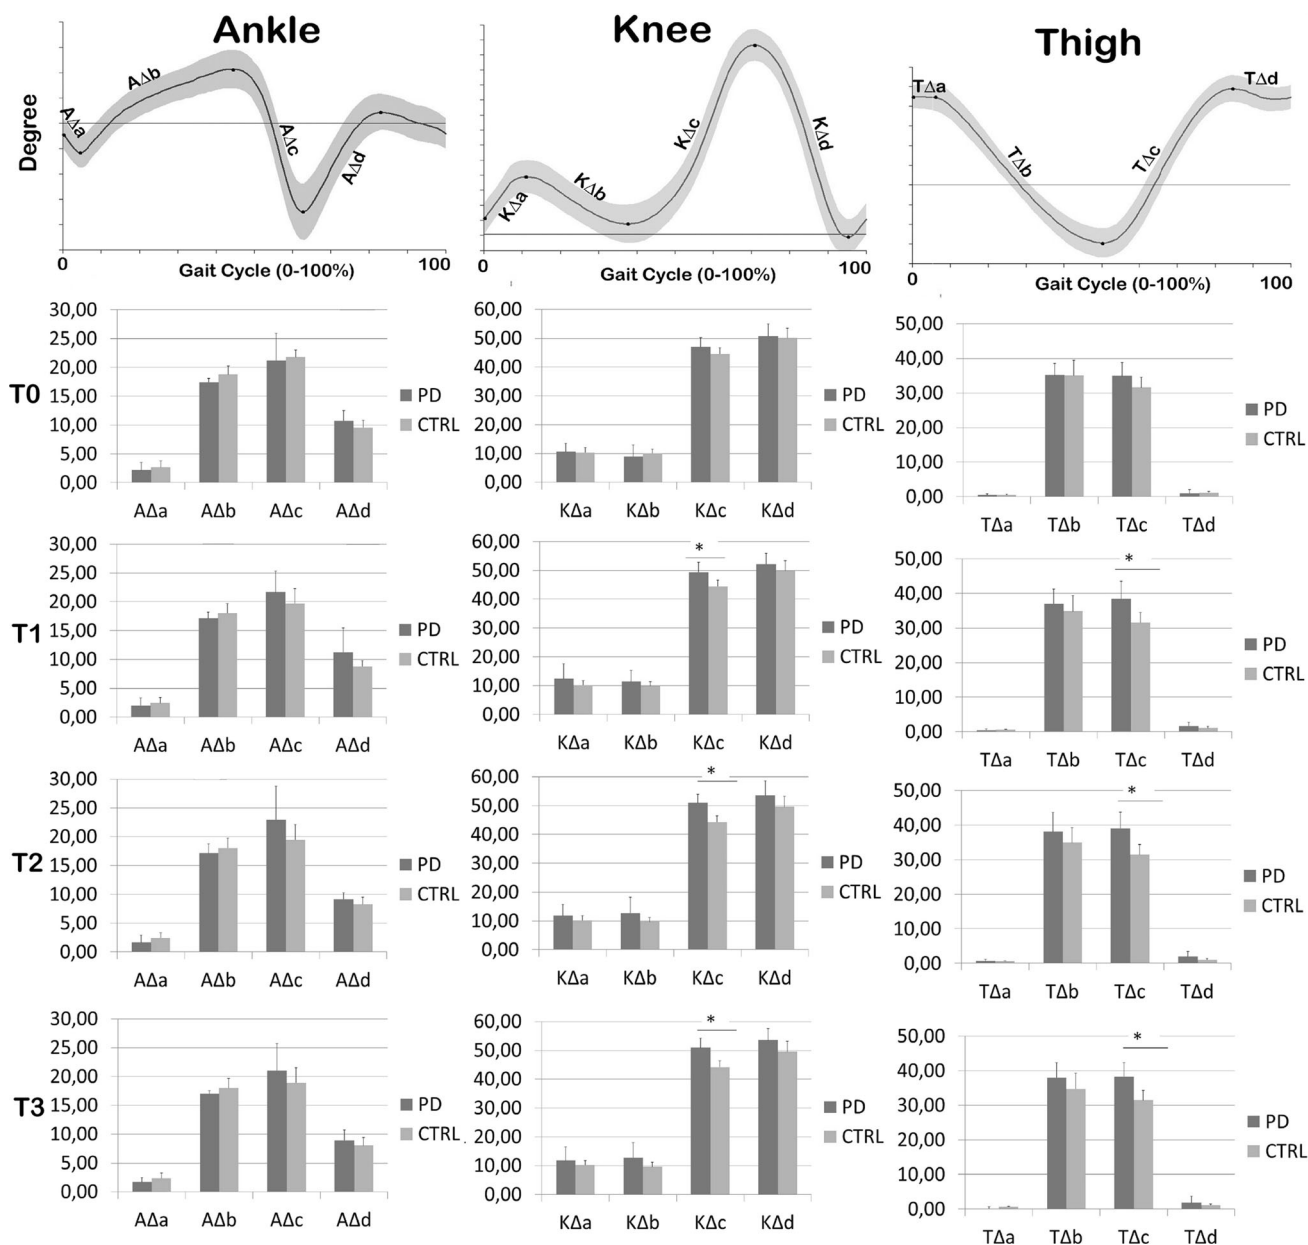 Ankle
Knee
Thigh
Degree
AΔa
AΔb
AΔc
AΔd
0
Gait Cycle (0-100%)
100
KΔa
KΔb
KΔc
KΔd
0
Gait Cycle (0-100%)
100
TΔa
TΔb
TΔc
TΔd
0
Gait Cycle (0-100%)
100
T0
30,00
25,00
20,00
15,00
10,00
5,00
0,00
AΔa AΔb AΔc AΔd
PD
CTRL
60,00
50,00
40,00
30,00
20,00
10,00
0,00
KΔa KΔb KΔc KΔd
PD
CTRL
50,00
40,00
30,00
20,00
10,00
0,00
TΔa TΔb TΔc TΔd
PD
CTRL
T1
30,00
25,00
20,00
15,00
10,00
5,00
0,00
AΔa AΔb AΔc AΔd
PD
CTRL
60,00
50,00
40,00
30,00
20,00
10,00
0,00
*
KΔa KΔb KΔc KΔd
PD
CTRL
50,00
40,00
30,00
20,00
10,00
0,00
*
TΔa TΔb TΔc TΔd
PD
CTRL
T2
30,00
25,00
20,00
15,00
10,00
5,00
0,00
AΔa AΔb AΔc AΔd
PD
CTRL
60,00
50,00
40,00
30,00
20,00
10,00
0,00
*
KΔa KΔb KΔc KΔd
PD
CTRL
50,00
40,00
30,00
20,00
10,00
0,00
*
TΔa TΔb TΔc TΔd
PD
CTRL
T3
30,00
25,00
20,00
15,00
10,00
5,00
0,00
AΔa AΔb AΔc AΔd
PD
CTRL
60,00
50,00
40,00
30,00
20,00
10,00
0,00
*
KΔa KΔb KΔc KΔd
PD
CTRL
50,00
40,00
30,00
20,00
10,00
0,00
*
TΔa TΔb TΔc TΔd
PD
CTRL